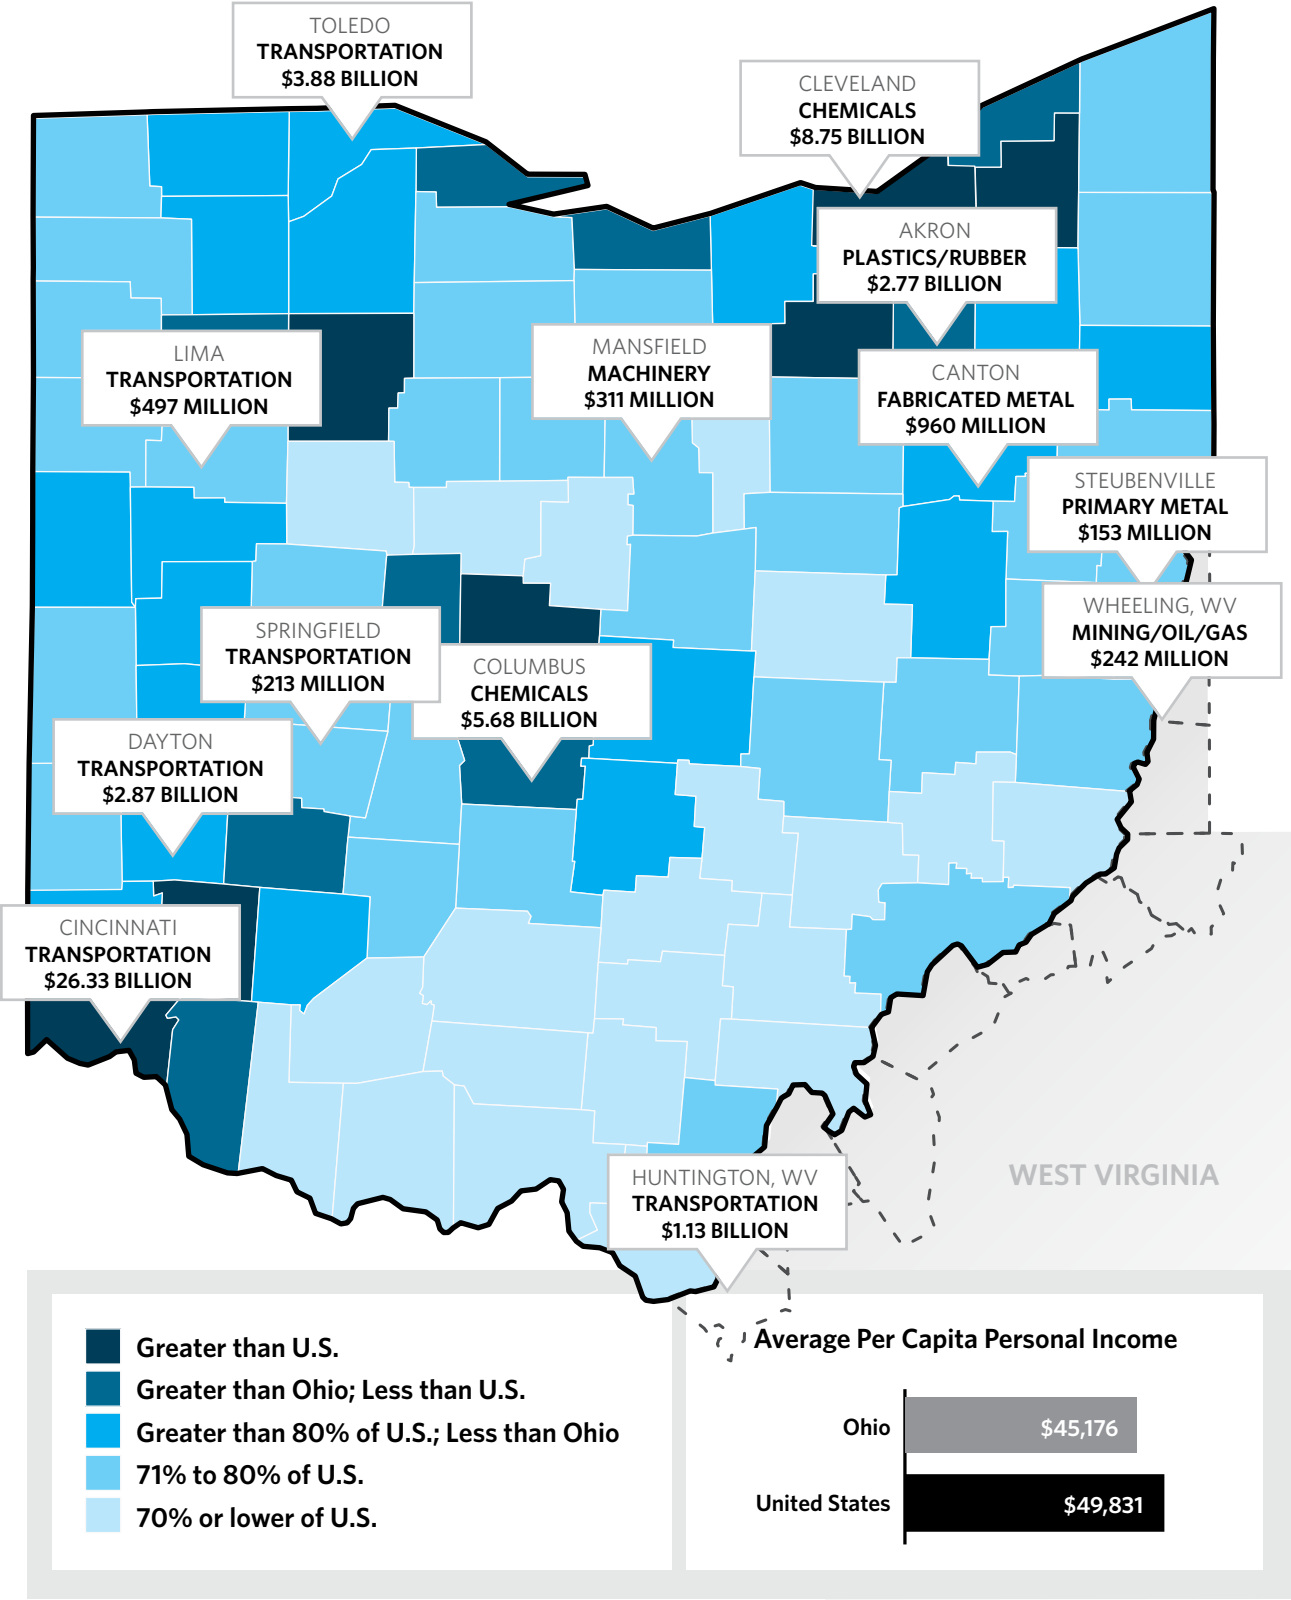 TOLEDO
TRANSPORTATION
$3.88 BILLION
CLEVELAND
CHEMICALS
$8.75 BILLION
AKRON
PLASTICS/RUBBER
$2.77 BILLION
LIMA
TRANSPORTATION
$497 MILLION
MANSFIELD
MACHINERY
$311 MILLION
CANTON
FABRICATED METAL
$960 MILLION
STEUBENVILLE
PRIMARY METAL
$153 MILLION
WHEELING, WV
MINING/OIL/GAS
$242 MILLION
SPRINGFIELD
TRANSPORTATION
$213 MILLION
COLUMBUS
CHEMICALS
$5.68 BILLION
DAYTON
TRANSPORTATION
$2.87 BILLION
CINCINNATI
TRANSPORTATION
$26.33 BILLION
WEST VIRGINIA
HUNTINGTON, WV
TRANSPORTATION
$1.13 BILLION
Greater than U.S.
Greater than Ohio; Less than U.S.
Greater than 80% of U.S.; Less than Ohio
71% to 80% of U.S.
70% or lower of U.S.
Average Per Capita Personal Income
Ohio $45,176
United States $49,831